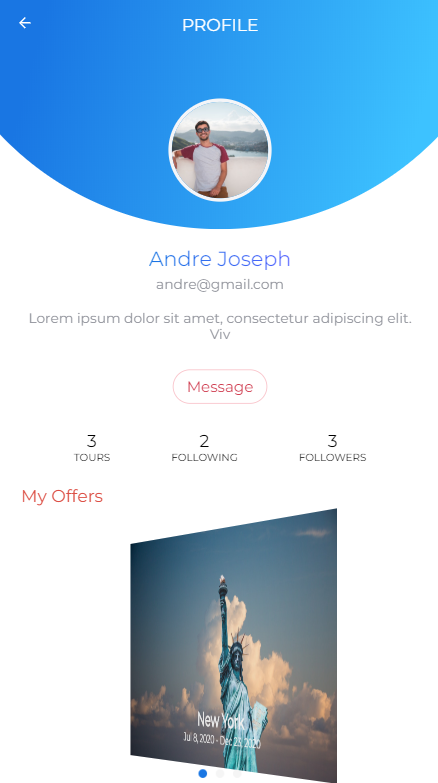 PROFILE
Andre Joseph
andre@gmail.com
Lorem ipsum dolor sit amet, consectetur adipiscing elit.
Viv
Message
3 2 3
TOURS FOLLOWING FOLLOWERS
My Offers
New York
Jul 8, 2020 - Dec 23, 2020